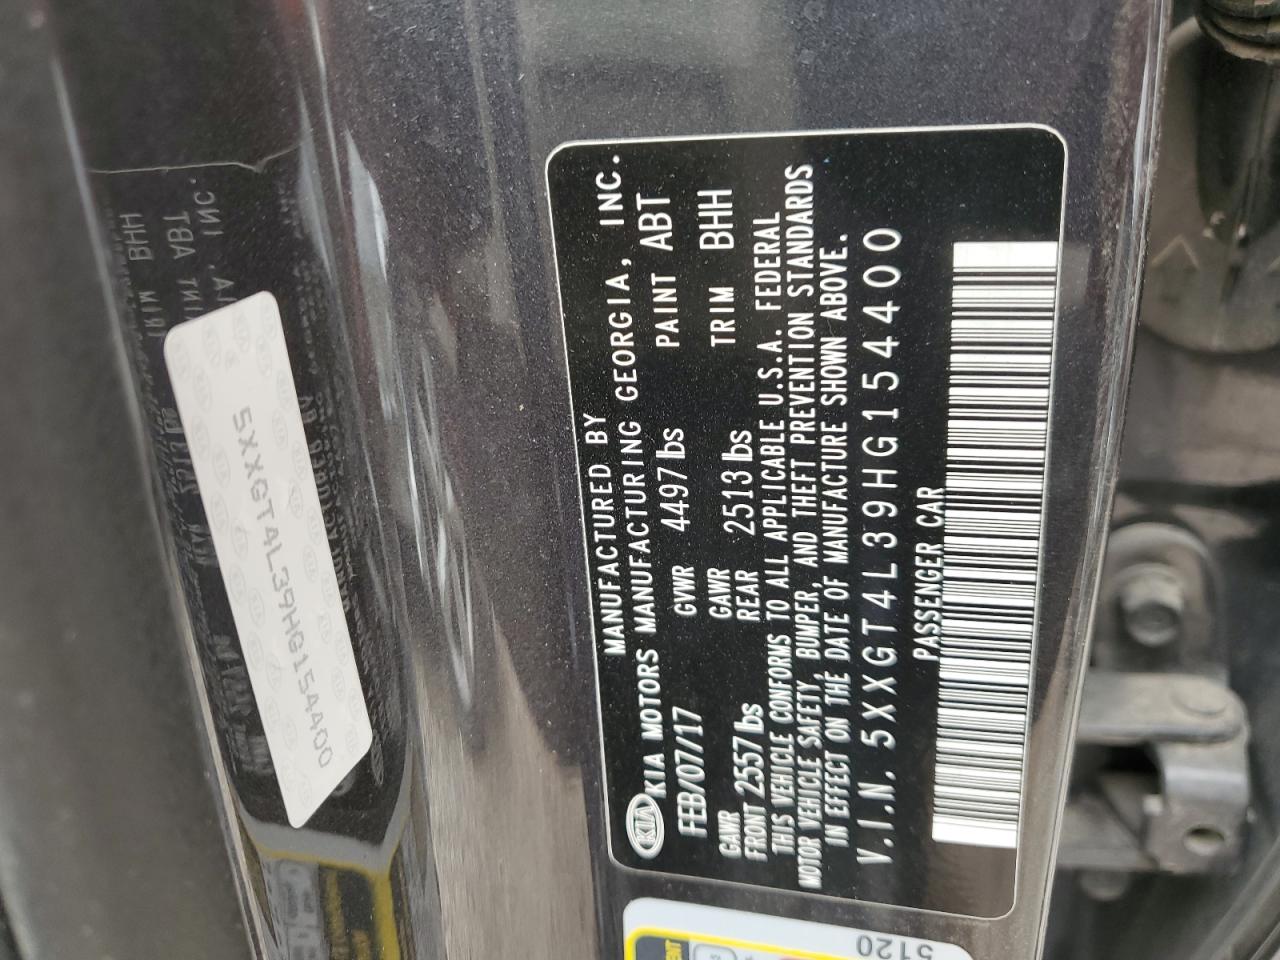 MANUFACTURED BY
KIA KIA MOTORS MANUFACTURING GEORGIA, INC.
FEB/07/17 GVWR 4497 lbs PAINT ABT
GAWR FRONT 2557 lbs GAWR REAR 2513 lbs TRIM BHH
THIS VEHICLE CONFORMS TO ALL APPLICABLE U.S.A. FEDERAL
MOTOR VEHICLE SAFETY, BUMPER, AND THEFT PREVENTION STANDARDS
IN EFFECT ON THE DATE OF MANUFACTURE SHOWN ABOVE.
V.I.N. 5XXGT4L39HG154400
PASSENGER CAR
5XXGT4L39HG154400
5120